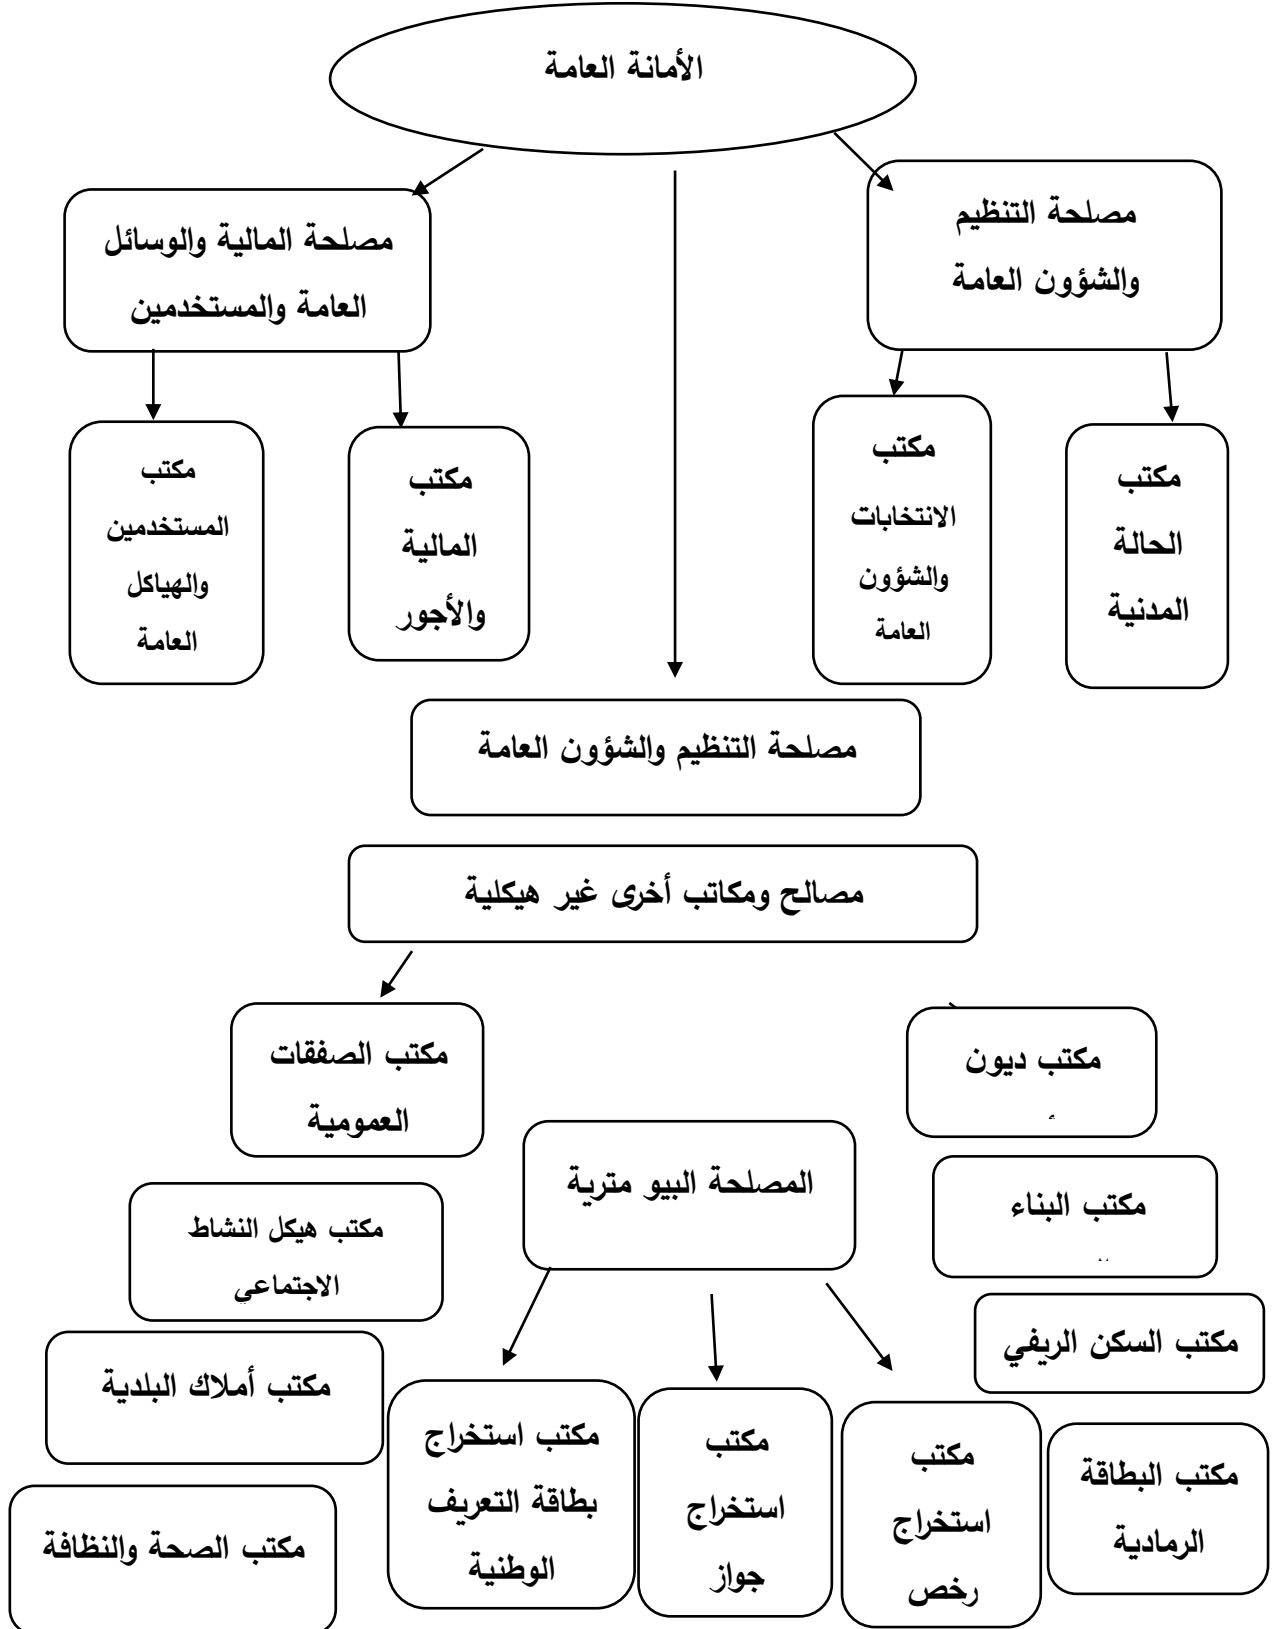 الأمانة العامة
مصلحة التنظيم
والشؤون العامة
مصلحة المالية والوسائل
العامة والمستخدمين
مكتب
الحالة
المدنية
مكتب
الانتخابات
والشؤون
العامة
مكتب
المالية
والأجور
مكتب
المستخدمين
والهياكل
العامة
مصلحة التنظيم والشؤون العامة
مصالح ومكاتب أخرى غير هيكلية
مكتب ديون
مكتب الصفقات
العمومية
المصلحة البيو مترية
مكتب البناء
مكتب هيكل النشاط
الاجتماعي
مكتب السكن الريفي
مكتب أملاك البلدية
مكتب البطاقة
الرمادية
مكتب
استخراج
رخص
مكتب
استخراج
جواز
مكتب استخراج
بطاقة التعريف
الوطنية
مكتب الصحة والنظافة